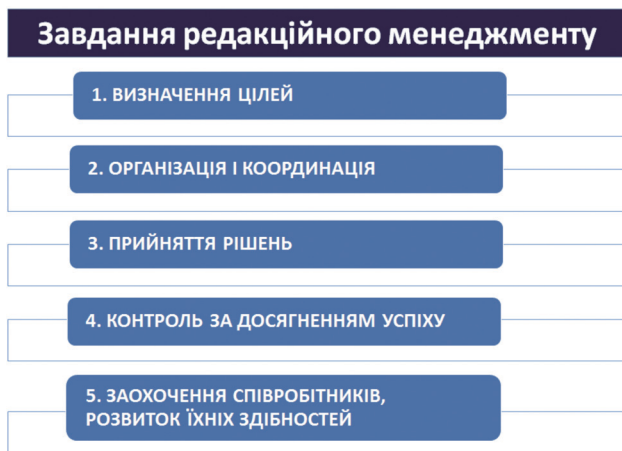 Завдання редакційного менеджменту
1. ВИЗНАЧЕННЯ ЦІЛЕЙ
2. ОРГАНІЗАЦІЯ І КООРДИНАЦІЯ
3. ПРИЙНЯТТЯ РІШЕНЬ
4. КОНТРОЛЬ ЗА ДОСЯГНЕННЯМ УСПІХУ
5. ЗАОХОЧЕННЯ СПІВРОБІТНИКІВ,
РОЗВИТОК ЇХНІХ ЗДІБНОСТЕЙ